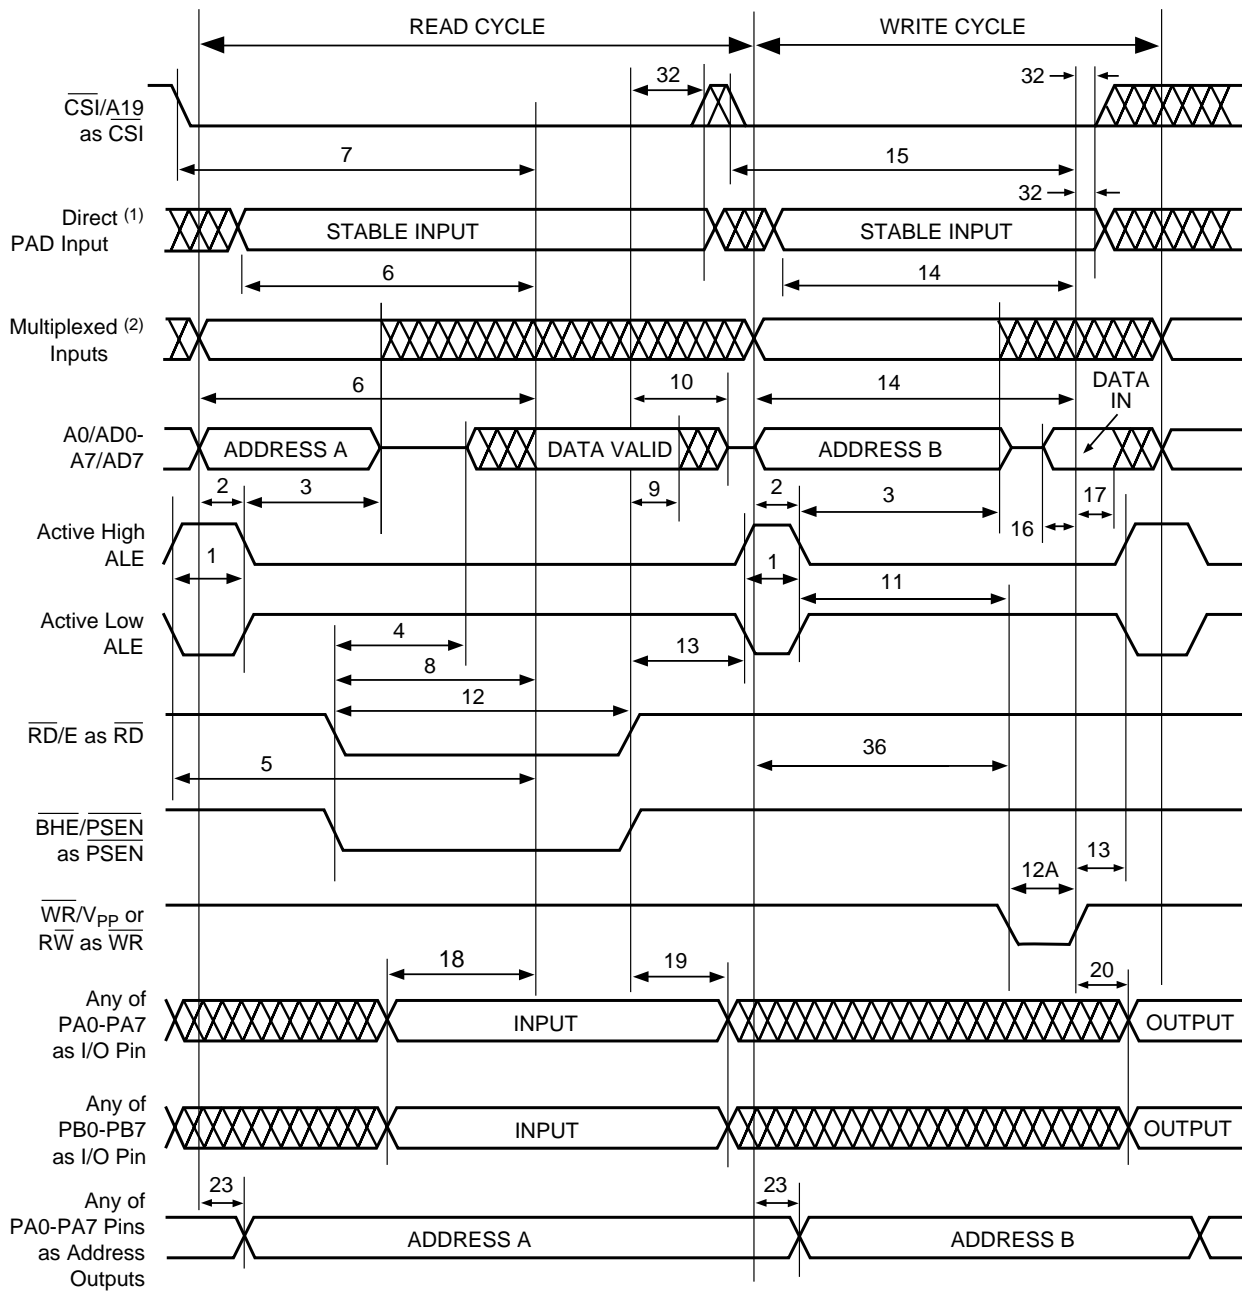 READ CYCLE
WRITE CYCLE
32
32
CSI/A19
as CSI
7
15
32
Direct (1)
PAD Input
STABLE INPUT
STABLE INPUT
6
14
Multiplexed (2)
Inputs
6
10
14
DATA
IN
A0/AD0-
A7/AD7
ADDRESS A
DATA VALID
ADDRESS B
2
3
9
2
3
17
16
Active High
ALE
1
1
11
Active Low
ALE
4
13
8
12
RD/E as RD
36
5
BHE/PSEN
as PSEN
13
12A
WR/VPP or
RW as WR
18
19
20
Any of
PA0-PA7
as I/O Pin
INPUT
OUTPUT
Any of
PB0-PB7
as I/O Pin
INPUT
OUTPUT
23
23
Any of
PA0-PA7 Pins
as Address
Outputs
ADDRESS A
ADDRESS B